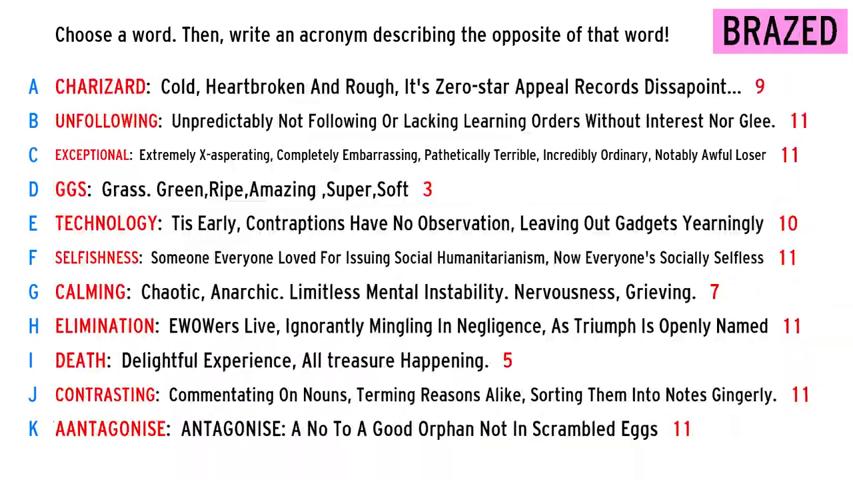 Choose a word. Then, write an acronym describing the opposite of that word!
BRAZED
A CHARIZARD: Cold, Heartbroken And Rough, It's Zero-star Appeal Records Dissapoint... 9
B UNFOLLOWING: Unpredictably Not Following Or Lacking Learning Orders Without Interest Nor Glee. 11
C EXCEPTIONAL: Extremely X-asperating, Completely Embarrassing, Pathetically Terrible, Incredibly Ordinary, Notably Awful Loser 11
D GGS: Grass. Green,Ripe,Amazing ,Super,Soft 3
E TECHNOLOGY: Tis Early, Contraptions Have No Observation, Leaving Out Gadgets Yearningly 10
F SELFISHNESS: Someone Everyone Loved For Issuing Social Humanitarianism, Now Everyone's Socially Selfless 11
G CALMING: Chaotic, Anarchic. Limitless Mental Instability. Nervousness, Grieving. 7
H ELIMINATION: EWOWers Live, Ignorantly Mingling In Negligence, As Triumph Is Openly Named 11
I DEATH: Delightful Experience, All treasure Happening. 5
J CONTRASTING: Commentating On Nouns, Terming Reasons Alike, Sorting Them Into Notes Gingerly. 11
K AANTAGONISE: ANTAGONISE: A No To A Good Orphan Not In Scrambled Eggs 11